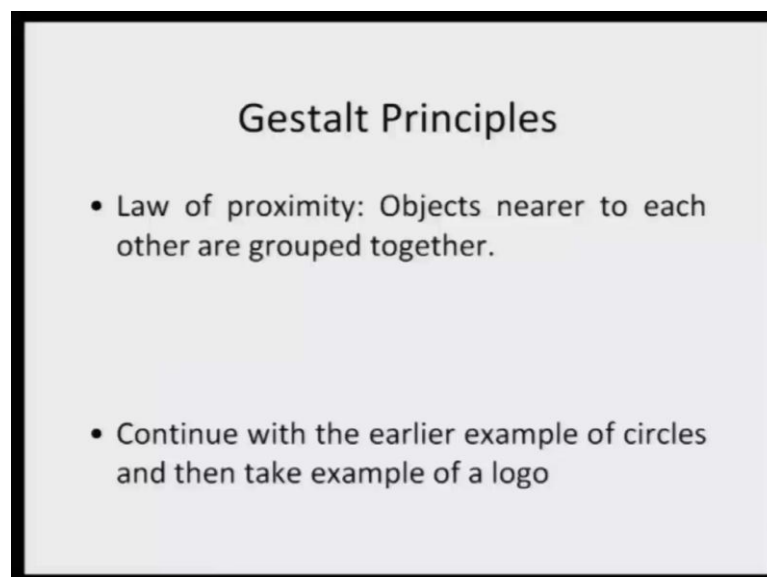 Gestalt Principles
• Law of proximity: Objects nearer to each
other are grouped together.
• Continue with the earlier example of circles
and then take example of a logo